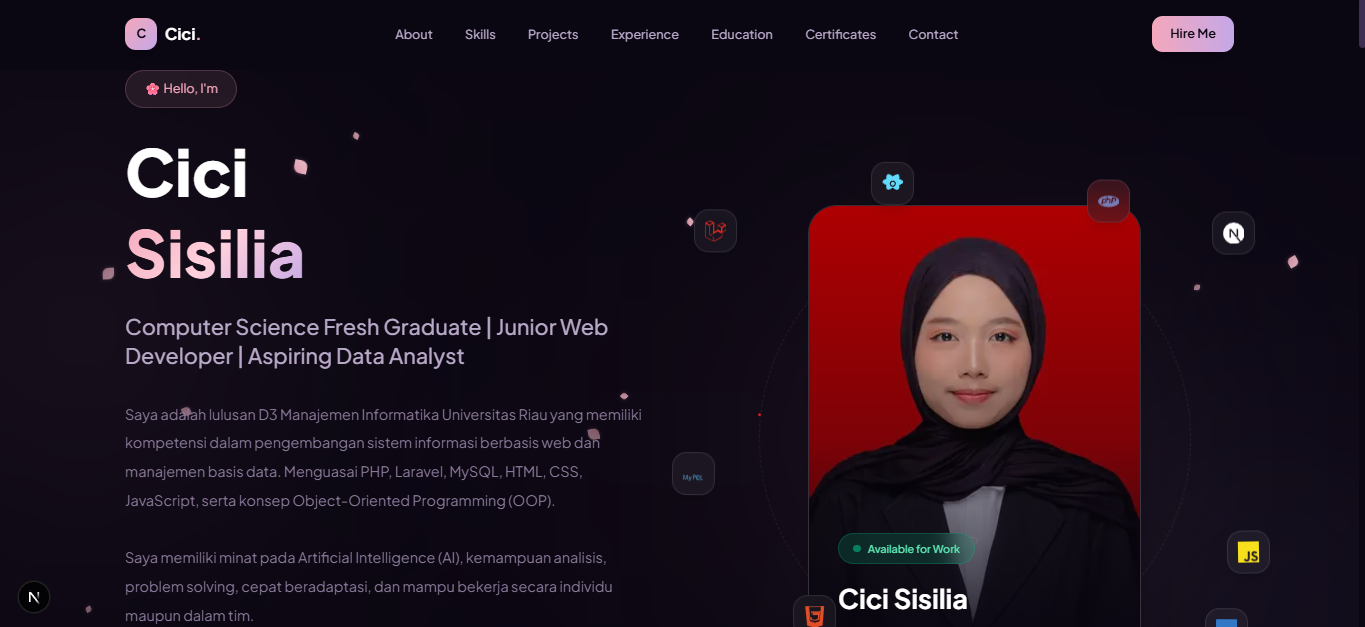 C Cici.
About Skills Projects Experience Education Certificates Contact
Hire Me
Hello, I'm
Cici
Sisilia
Computer Science Fresh Graduate | Junior Web
Developer | Aspiring Data Analyst
Saya adalah lulusan D3 Manajemen Informatika Universitas Riau yang memiliki
kompetensi dalam pengembangan sistem informasi berbasis web dan
manajemen basis data. Menguasai PHP, Laravel, MySQL, HTML, CSS,
JavaScript, serta konsep Object-Oriented Programming (OOP).
Saya memiliki minat pada Artificial Intelligence (AI), kemampuan analisis,
problem solving, cepat beradaptasi, dan mampu bekerja secara individu
maupun dalam tim.
php
N
JS
Available for Work
Cici Sisilia
N